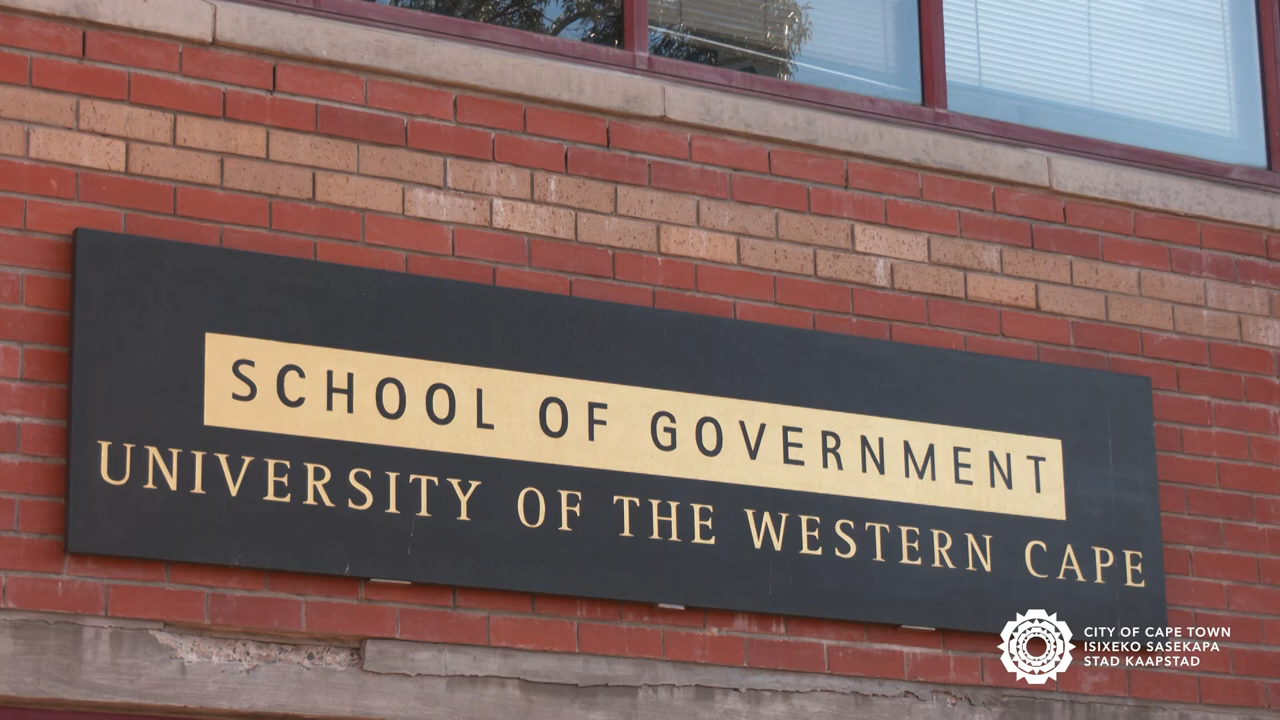 SCHOOL OF GOVERNMENT
UNIVERSITY OF THE WESTERN CAPE
CITY OF CAPE TOWN
ISIXEKO SASEKAPA
STAD KAAPSTAD